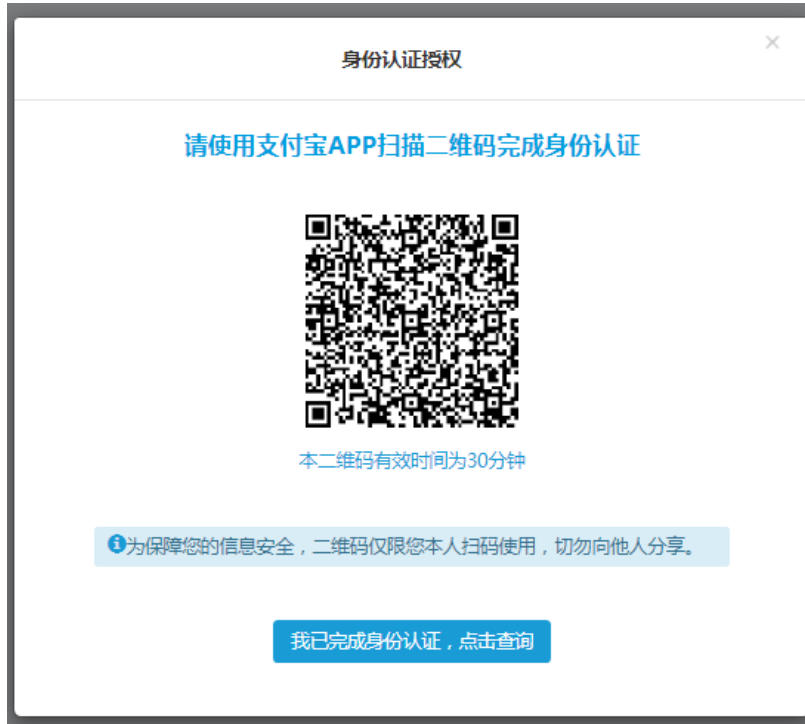 身份认证授权
×
请使用支付宝APP扫描二维码完成身份认证
本二维码有效时间为30分钟
为保障您的信息安全，二维码仅限您本人扫码使用，切勿向他人分享。
我已完成身份认证，点击查询